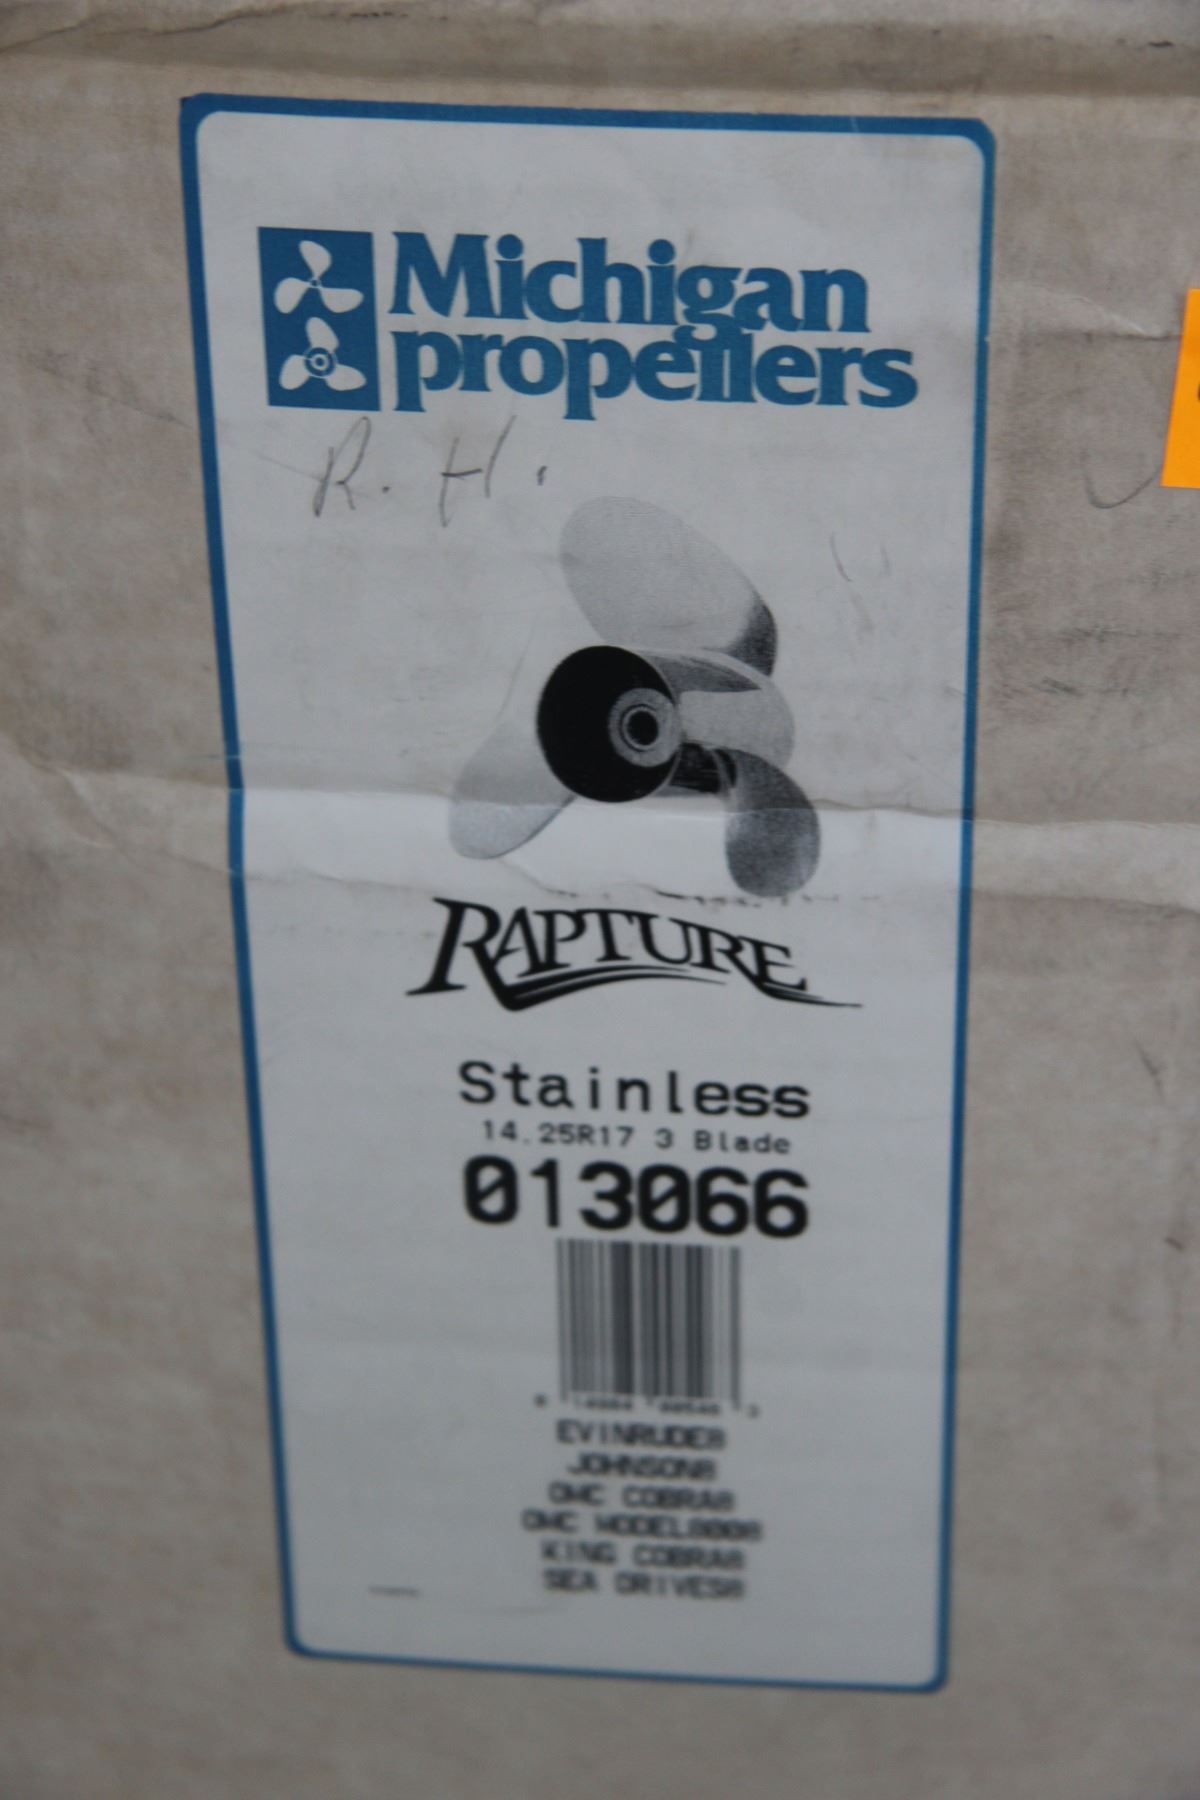 Michigan
propellers
R. H.
RAPTURE
Stainless
14.25R17 3 Blade
013066
EVINRUDE®
JOHNSON®
OMC COBRA®
OMC MODEL800®
KING COBRA®
SEA DRIVES®